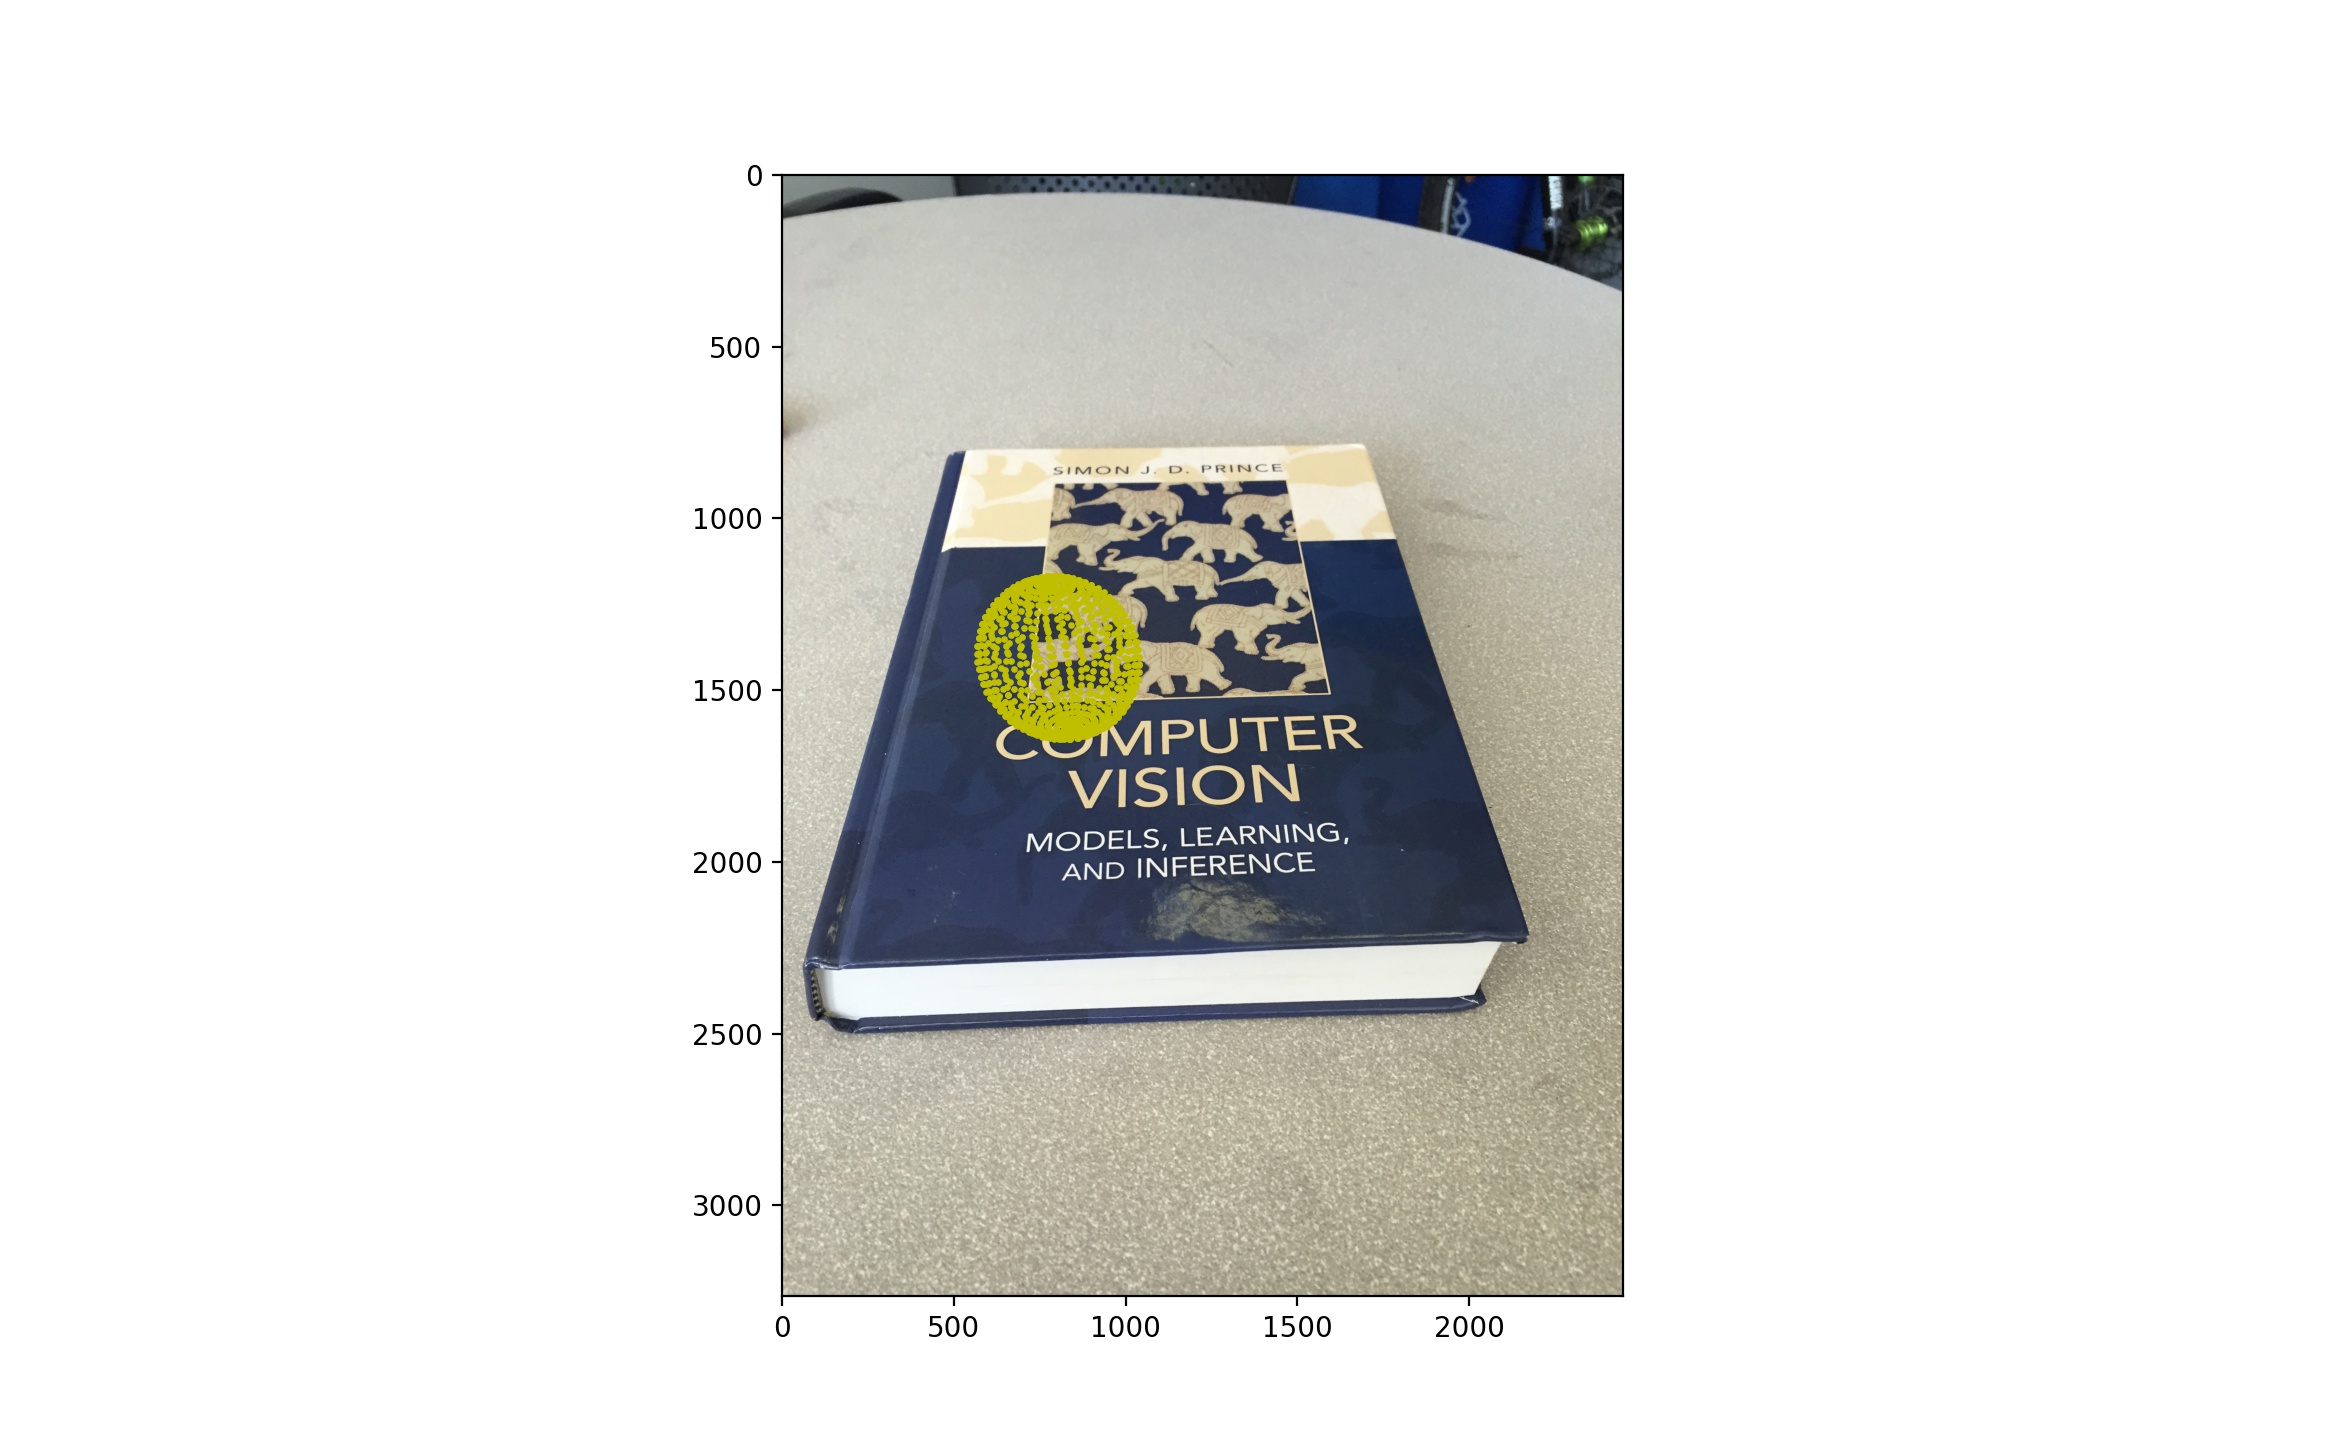 0
500
SIMON J. D. PRINCE
1000
1500
COMPUTER
VISION
MODELS, LEARNING,
2000
AND INFERENCE
2500
3000
0 500 1000 1500 2000